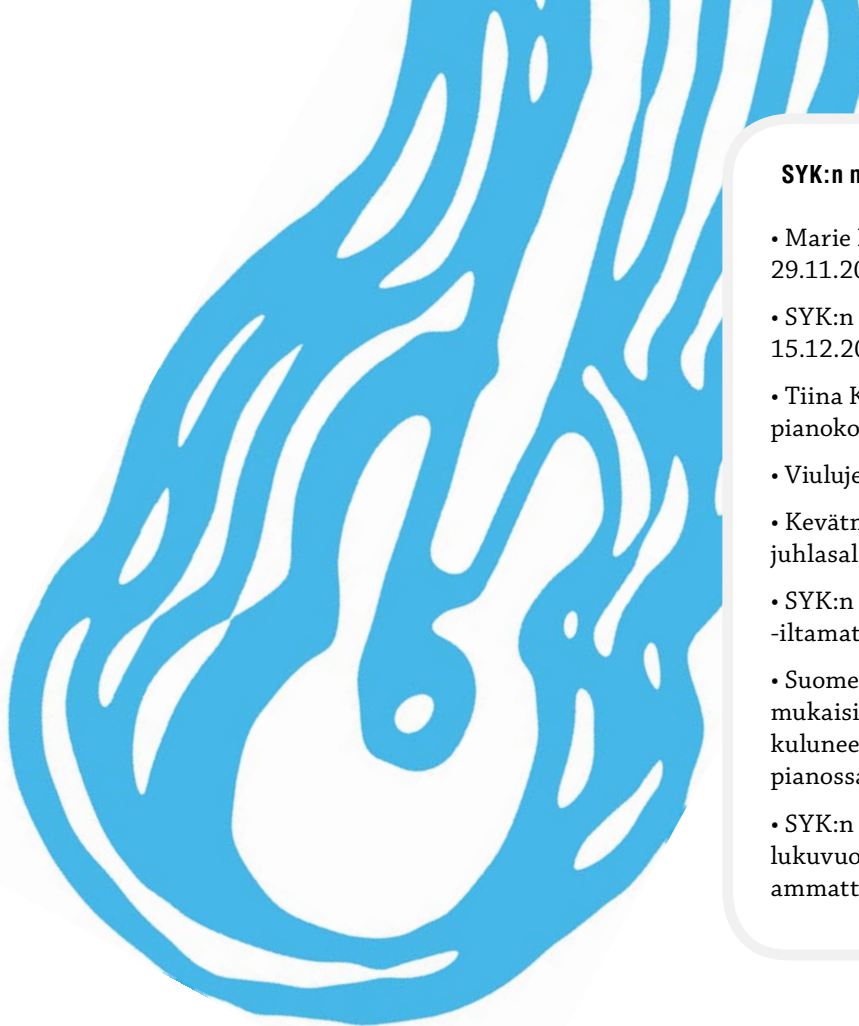 SYK:n
• Marie
29.11.20
• SYK:n
15.12.20
• Tiina K
pianoko
• Viuluje
• Kevätn
juhlasal
• SYK:n
-iltamat
• Suome
mukaisi
kulunee
pianossa
• SYK:n
lukuvuo
ammatt